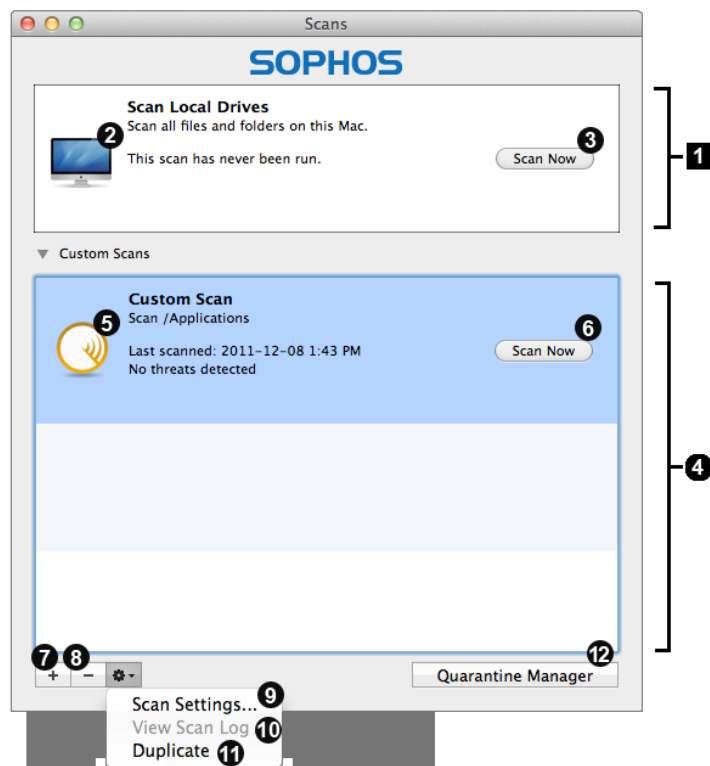 Scans
SOPHOS
Scan Local Drives
Scan all files and folders on this Mac.
2
3
This scan has never been run.
Scan Now
1
Custom Scans
Custom Scan
5
Scan /Applications
6
Last scanned: 2011-12-08 1:43 PM
Scan Now
No threats detected
4
7 8
12
+ −
Quarantine Manager
Scan Settings... 9
View Scan Log 10
Duplicate 11